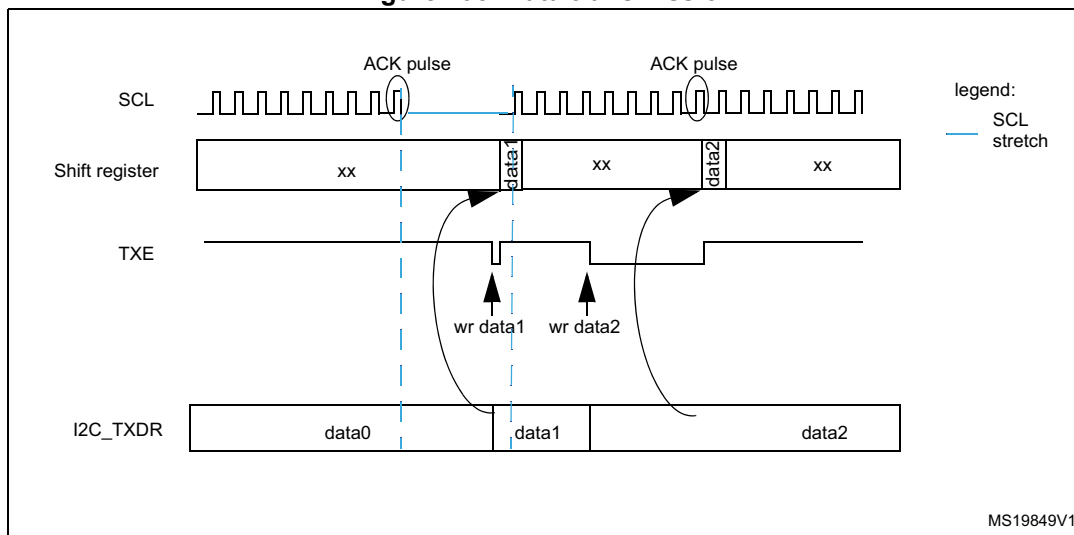 ACK pulse ACK pulse
SCL
legend:
SCL
stretch
Shift register
xx data1 xx data2 xx
TXE
wr data1 wr data2
I2C_TXDR data0 data1 data2
MS19849V1